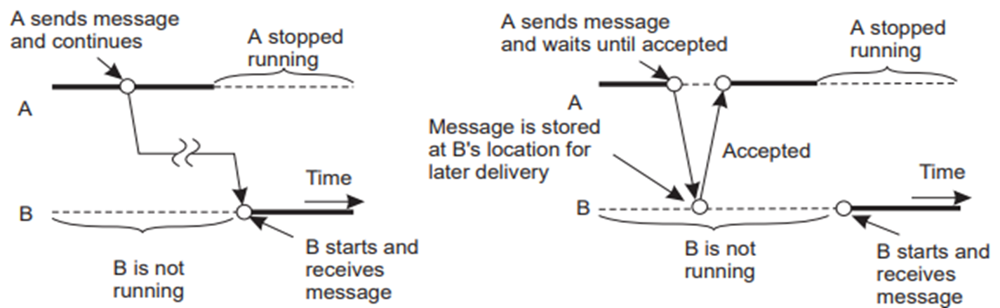 A sends message
and continues
A stopped
running
A
Time
B
B is not
running
B starts and
receives
message
A sends message
and waits until accepted
A stopped
running
A
Message is stored
at B's location for
later delivery
Accepted
Time
B
B is not
running
B starts and
receives
message